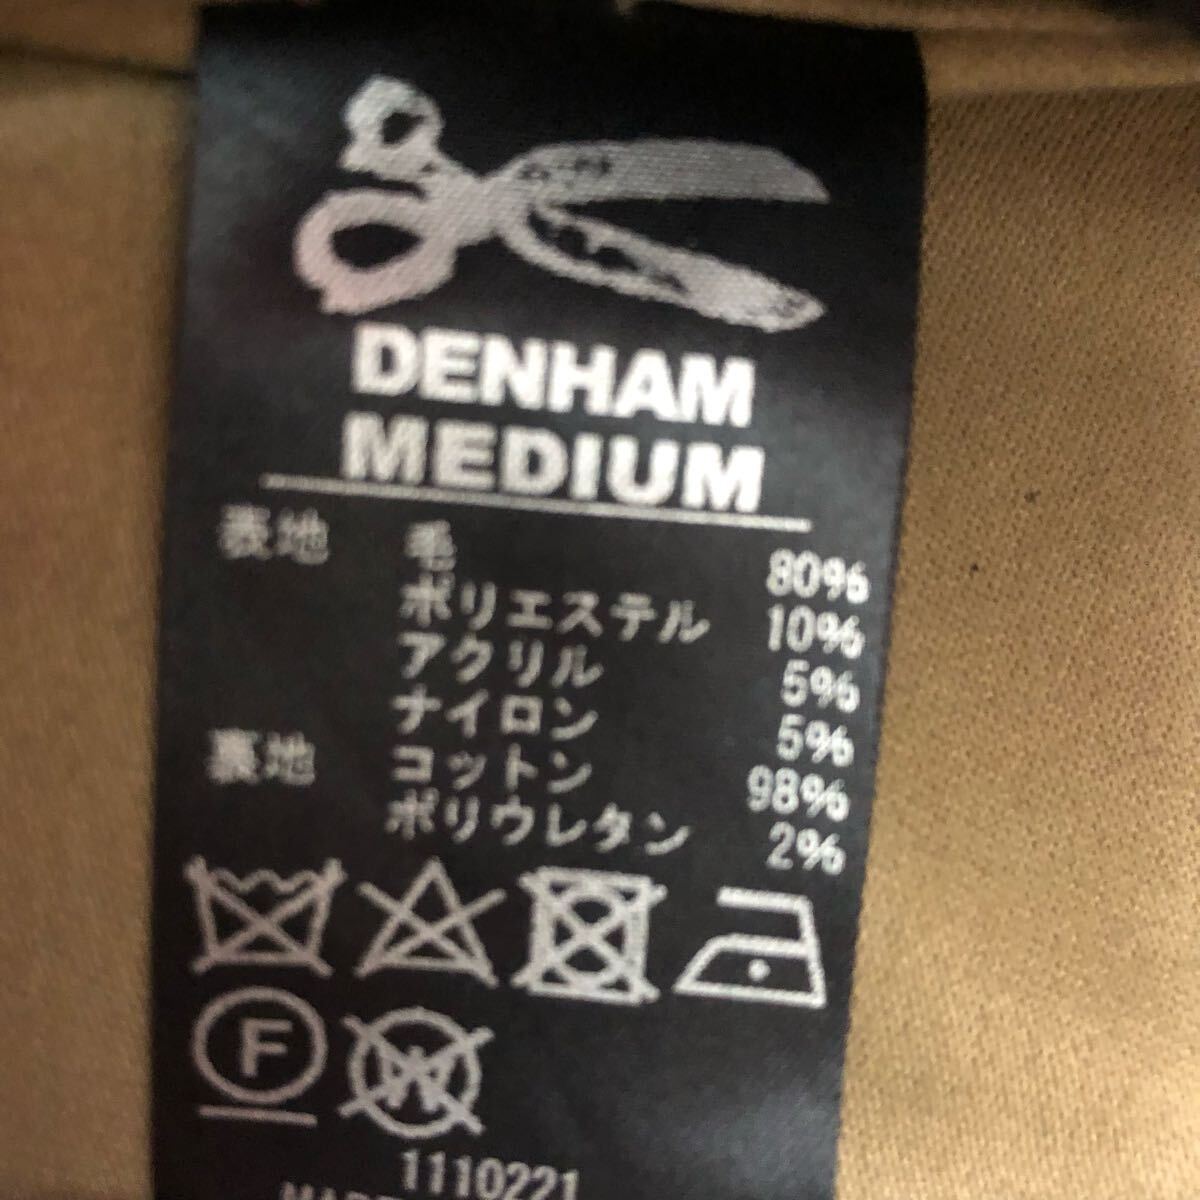 DENHAM
MEDIUM
表地 毛 80%
ポリエステル 10%
アクリル 5%
ナイロン 5%
裏地 コットン 98%
ポリウレタン 2%
F
W
1110221